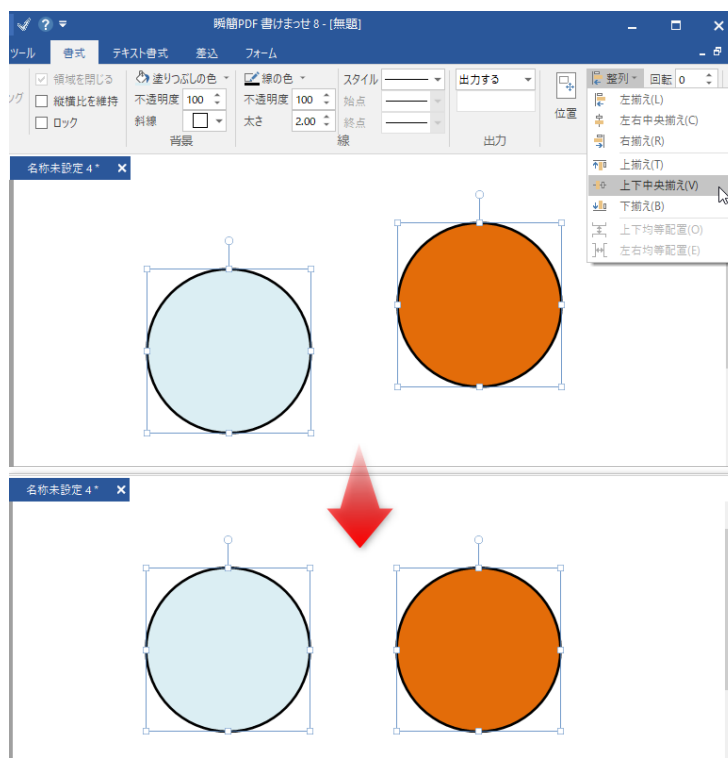 瞬簡PDF 書けまっせ 8 - [無題]
ツール 書式 テキスト書式 差込 フォーム
領域を閉じる 塗りつぶしの色 線の色 スタイル 出力する 整列 回転 0
縦横比を維持 不透明度 100 不透明度 100 始点 位置
ロック 斜線 太さ 2.00 終点
背景 線 出力
左揃え(L)
左右中央揃え(C)
右揃え(R)
上揃え(T)
上下中央揃え(V)
下揃え(B)
上下均等配置(O)
左右均等配置(E)
名称未設定 4 *
名称未設定 4 *